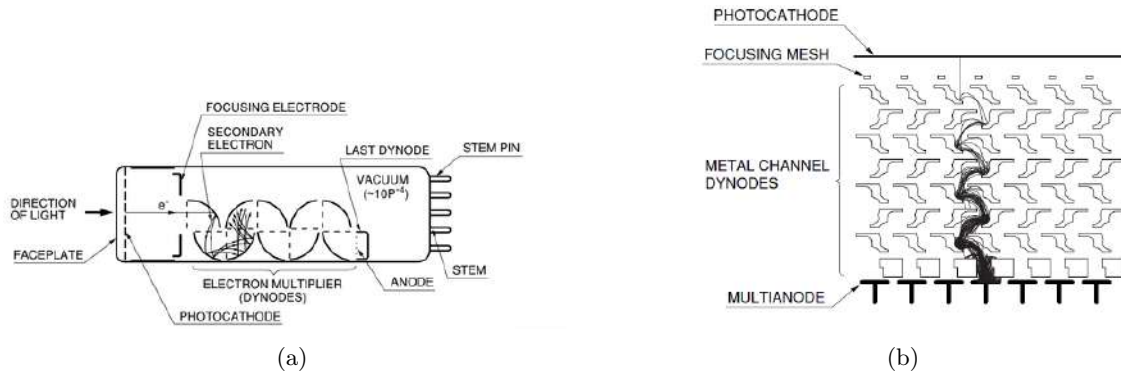 FOCUSING ELECTRODE
SECONDARY
ELECTRON
LAST DYNODE
STEM PIN
VACUUM
(~10P⁻⁴)
DIRECTION
OF LIGHT
e⁻
FACEPLATE
STEM
ELECTRON MULTIPLIER
(DYNODES)
ANODE
PHOTOCATHODE
(a)
PHOTOCATHODE
FOCUSING MESH
METAL CHANNEL
DYNODES
MULTIANODE
(b)